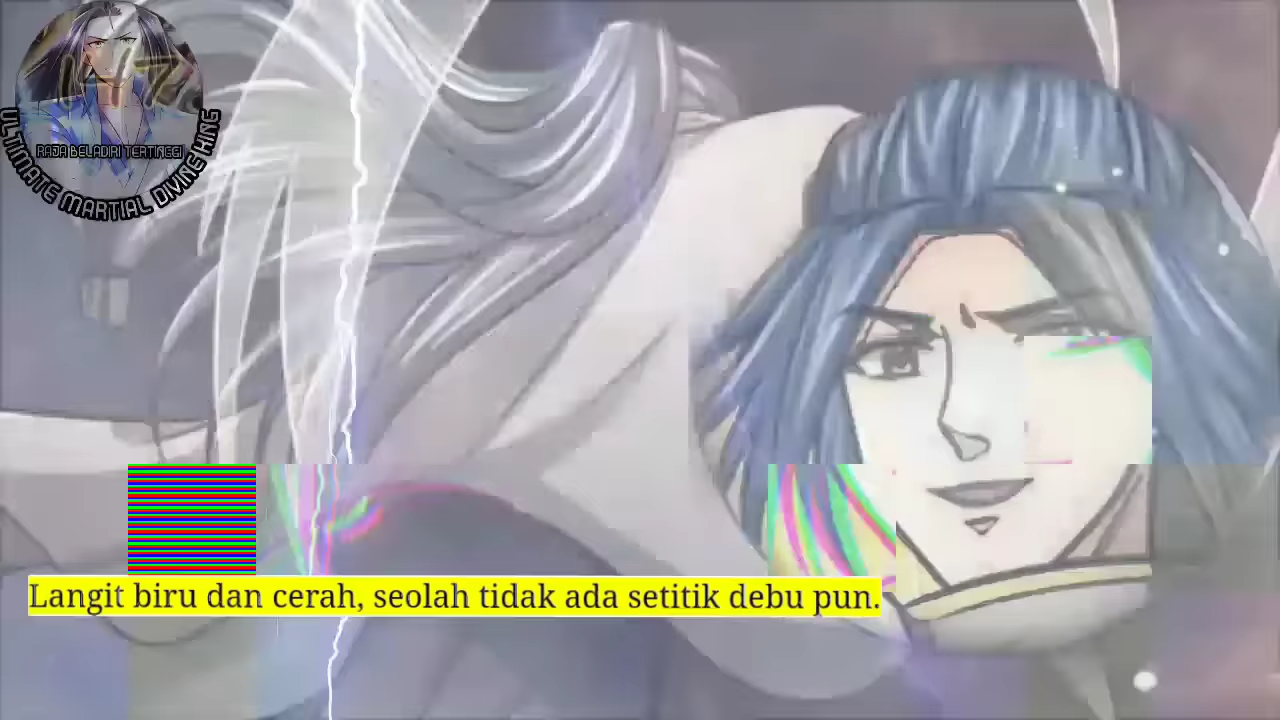 RAJA BELADIRI TERTINGGI
ULTIMATE MARTIAL DIVINE KING
Langit biru dan cerah, seolah tidak ada setitik debu pun.